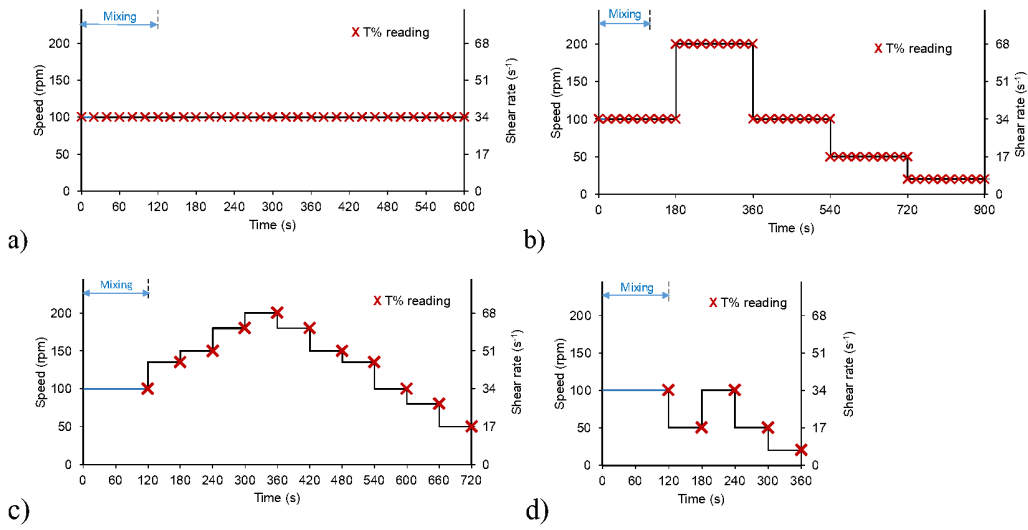 Mixing
T% reading
Speed (rpm)
200
150
100
50
0
68
51
34
17
0
Shear rate (s⁻¹)
0 60 120 180 240 300 360 420 480 540 600
Time (s)
a)
Mixing
T% reading
Speed (rpm)
200
150
100
50
0
68
51
34
17
0
Shear rate (s⁻¹)
0 180 360 540 720 900
Time (s)
b)
Mixing
T% reading
Speed (rpm)
200
150
100
50
0
68
51
34
17
0
Shear rate (s⁻¹)
0 60 120 180 240 300 360 420 480 540 600 660 720
Time (s)
c)
Mixing
T% reading
Speed (rpm)
200
150
100
50
0
68
51
34
17
0
Shear rate (s⁻¹)
0 60 120 180 240 300 360
Time (s)
d)